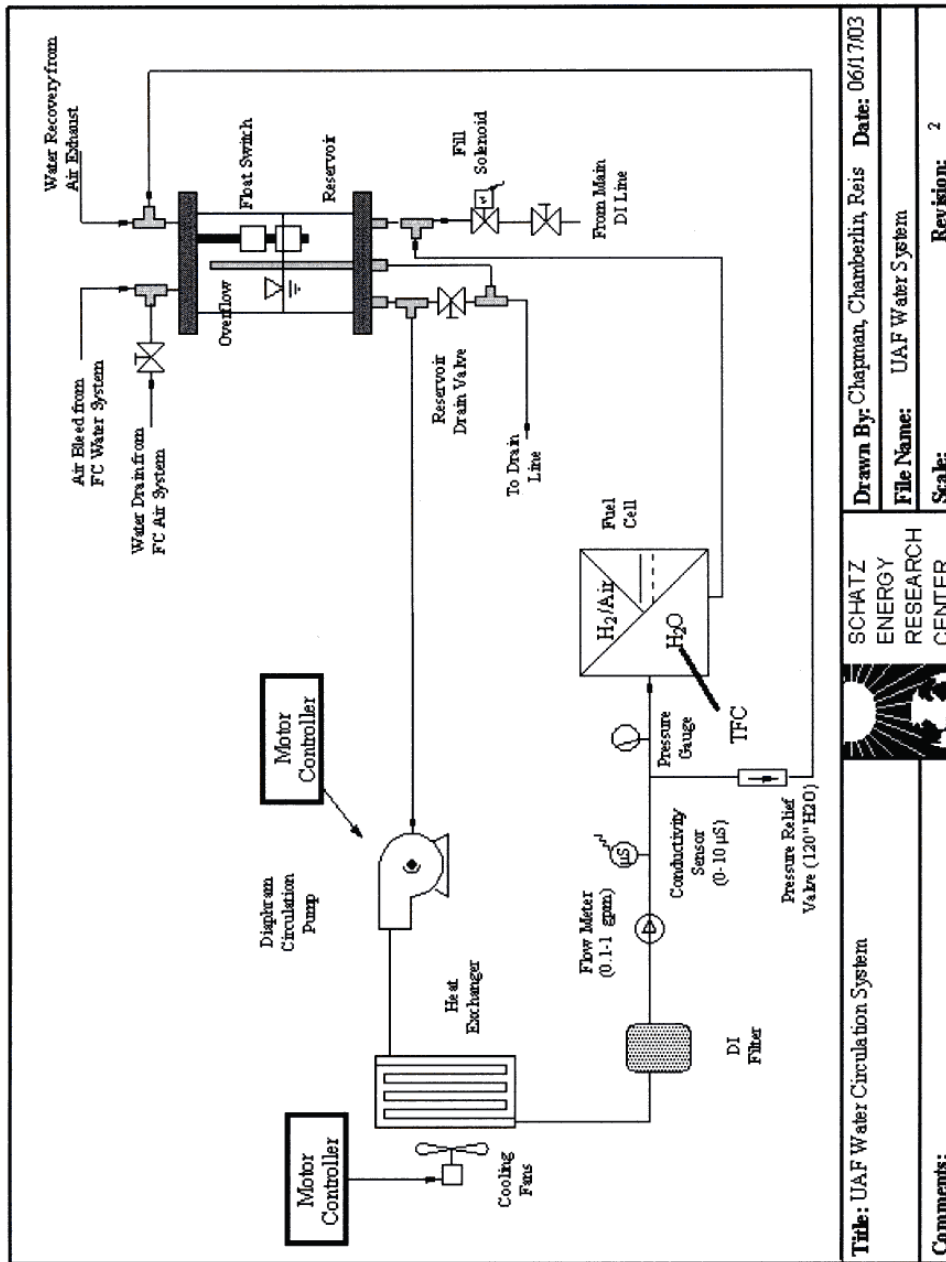 Water Recovery from
Air Exhaust
Air Bleed from
FC Water System
Water Drain from
FC Air System
Float Switch
Overflow
Reservoir
Fill
Solenoid
From Main
DI Line
Reservoir
Drain Valve
To Drain
Line
Motor
Controller
Diaphram
Circulation
Pump
Motor
Controller
Heat
Exchanger
Cooling
Fans
DI
Filter
Flow Meter
(0.1-1 gpm)
µS
Conductivity
Sensor
(0-10 µS)
Pressure
Gauge
Pressure Relief
Valve (120" H2O)
Fuel
Cell
H2/Air
H2O
TFC
Title: UAF Water Circulation System
Comments:
SCHATZ
ENERGY
RESEARCH
CENTER
Drawn By: Chapman, Chamberlin, Reis Date: 06/17/03
File Name: UAF Water System
Scale: Revision: 2